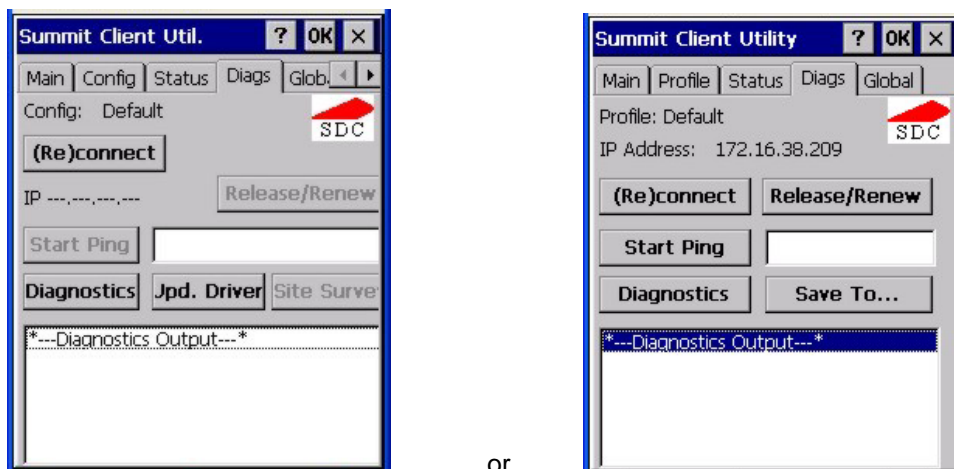 Summit Client Util. ? OK ×
Main Config Status Diags Glob.
Config: Default
SDC
(Re)connect
IP ---.---.---.--- Release/Renew
Start Ping
Diagnostics Upd. Driver Site Surve
*---Diagnostics Output---*
or
Summit Client Utility ? OK ×
Main Profile Status Diags Global
Profile: Default
SDC
IP Address: 172.16.38.209
(Re)connect Release/Renew
Start Ping
Diagnostics Save To...
*---Diagnostics Output---*